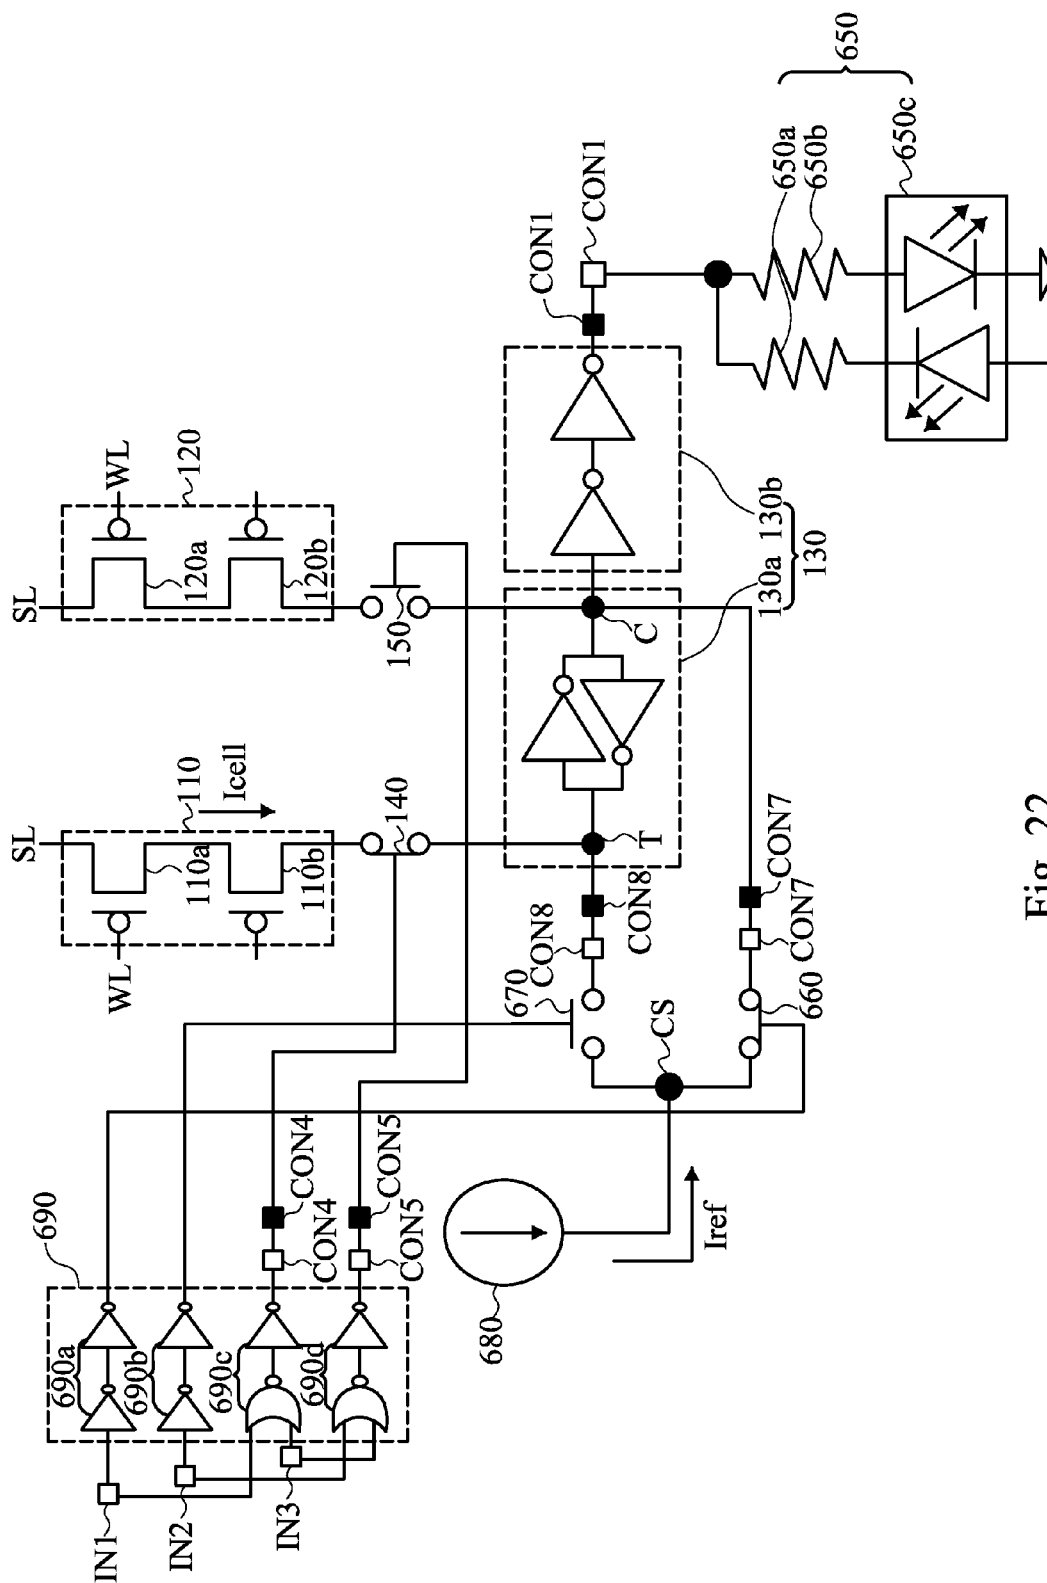 SL
SL
WL
110
Icell
110a
110b
WL
120
120a
120b
140
150
690
690a
690b
690c
690d
IN1
IN2
IN3
CON4
CON4
CON5
CON5
680
Iref
CS
670
660
CON8
CON8
CON7
CON7
T
C
130a
130b
130
CON1
CON1
650a
650b
650c
650
Fig. 22